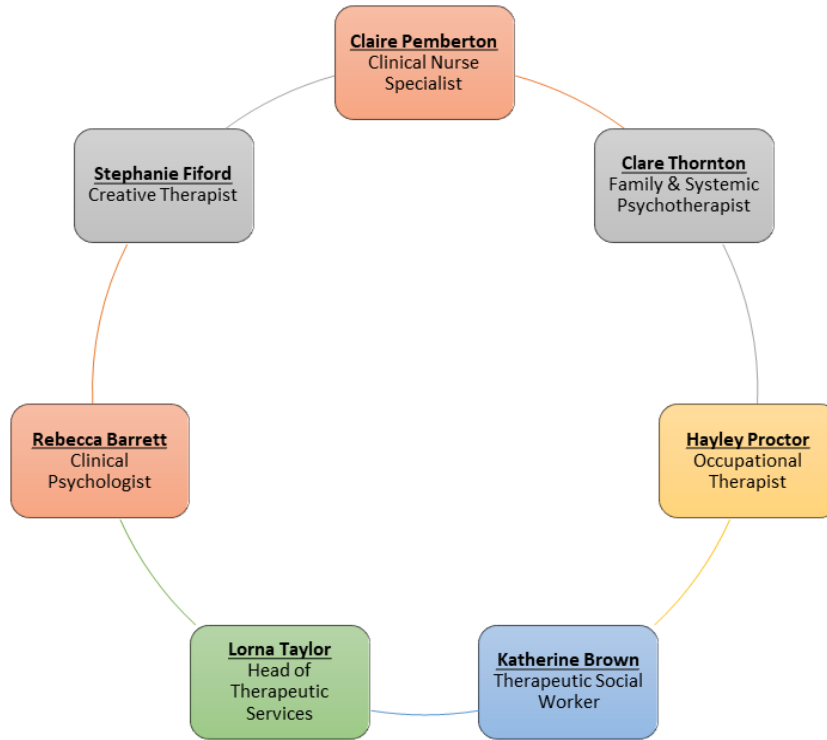 Claire Pemberton
Clinical Nurse
Specialist
Clare Thornton
Family & Systemic
Psychotherapist
Hayley Proctor
Occupational
Therapist
Katherine Brown
Therapeutic Social
Worker
Lorna Taylor
Head of
Therapeutic
Services
Rebecca Barrett
Clinical
Psychologist
Stephanie Fiford
Creative Therapist